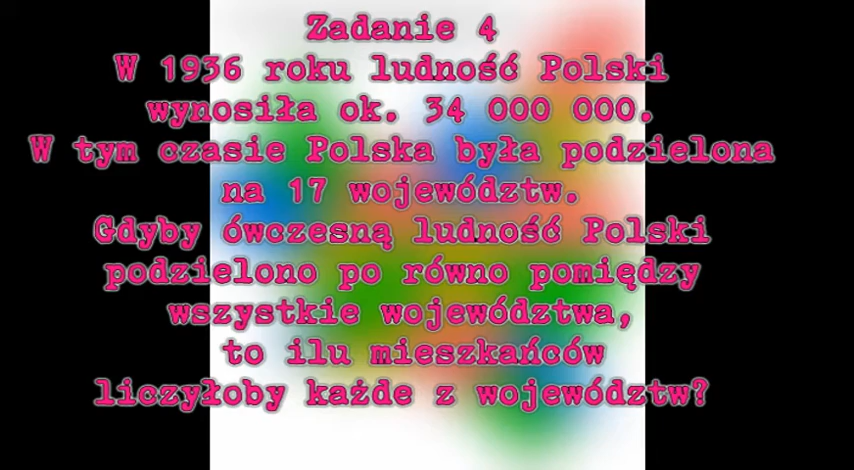 Zadanie 4
W 1936 roku ludność Polski
wynosiła ok. 34 000 000.
W tym czasie Polska była podzielona
na 17 województw.
Gdyby ówczesną ludność Polski
podzielono po równo pomiędzy
wszystkie województwa,
to ilu mieszkańców
liczyłoby każde z województw?